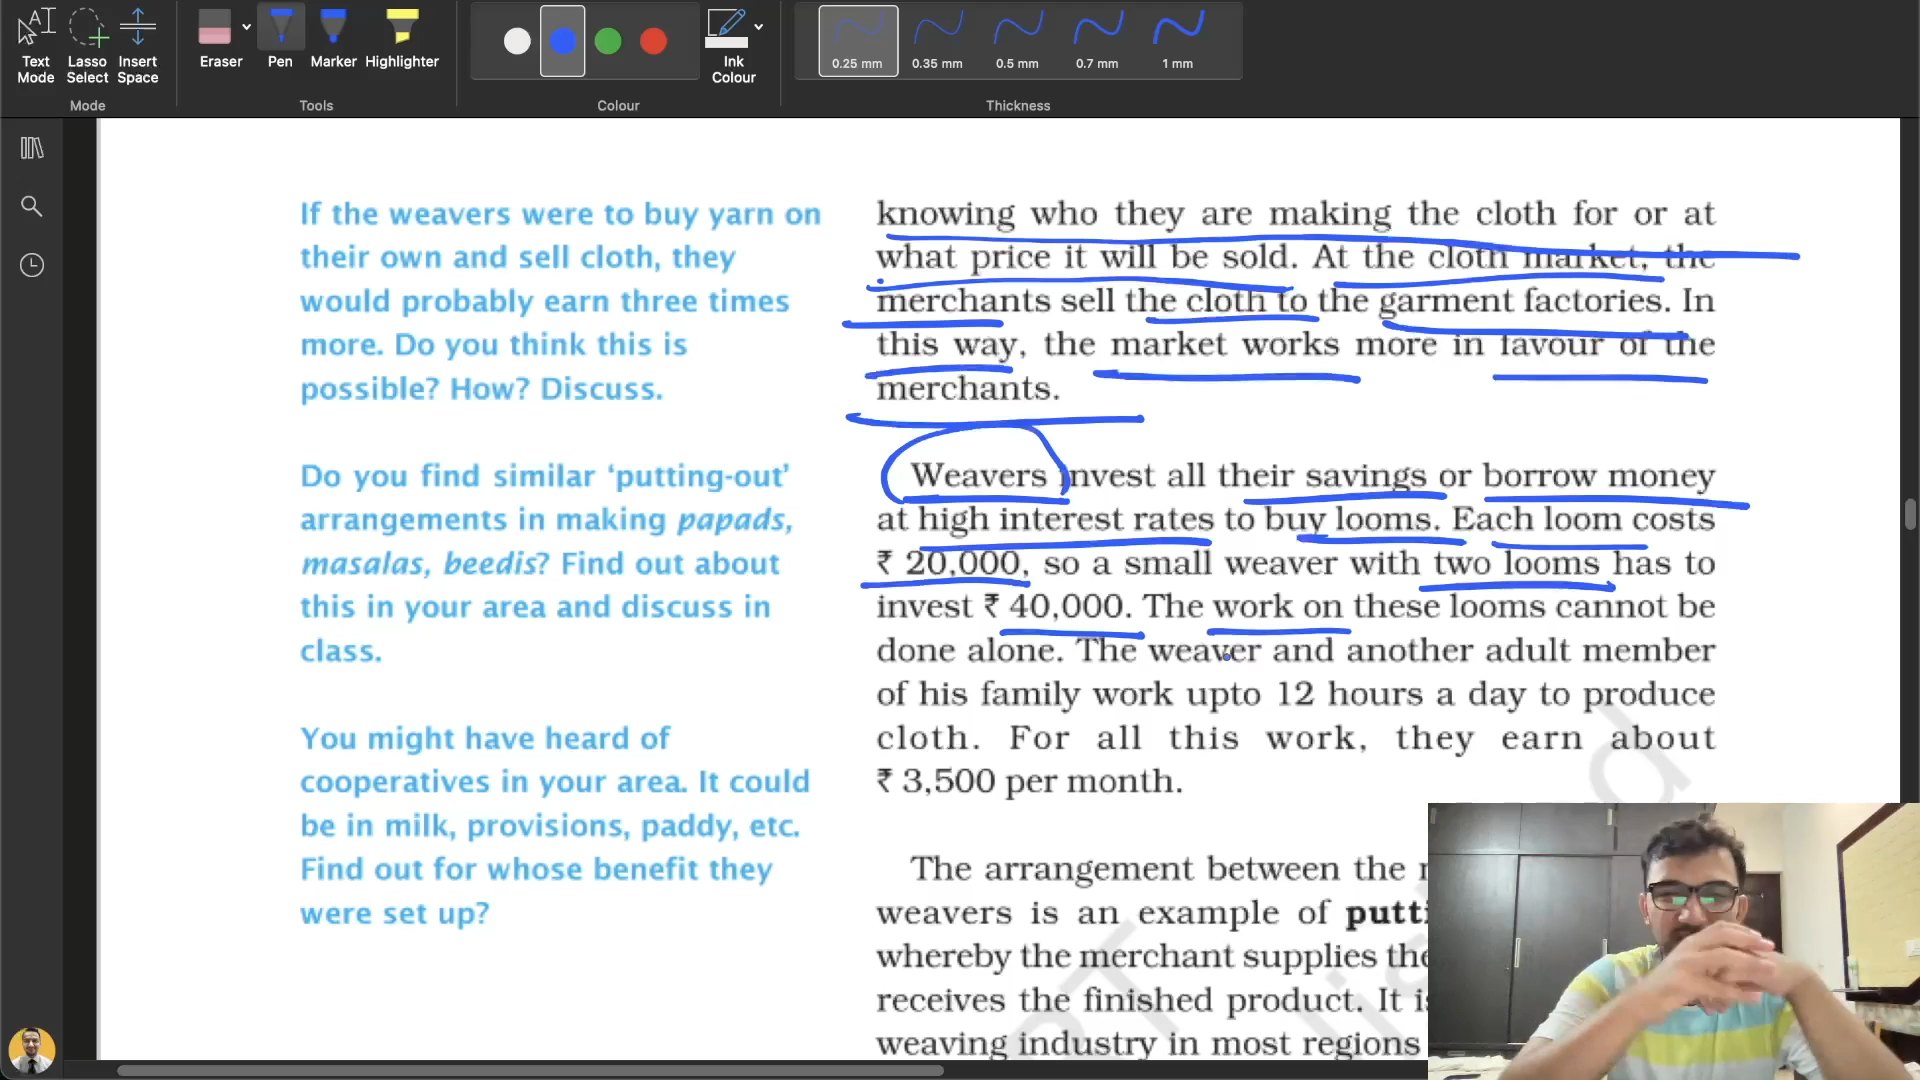 Text Mode
Lasso Select
Insert Space
Eraser
Pen
Marker
Highlighter
Ink Colour
0.25 mm
0.35 mm
0.5 mm
0.7 mm
1 mm
Mode
Tools
Colour
Thickness
If the weavers were to buy yarn on
their own and sell cloth, they
would probably earn three times
more. Do you think this is
possible? How? Discuss.
Do you find similar ‘putting-out’
arrangements in making papads,
masalas, beedis? Find out about
this in your area and discuss in
class.
You might have heard of
cooperatives in your area. It could
be in milk, provisions, paddy, etc.
Find out for whose benefit they
were set up?
knowing who they are making the cloth for or at
what price it will be sold. At the cloth market, the
merchants sell the cloth to the garment factories. In
this way, the market works more in favour of the
merchants.
Weavers invest all their savings or borrow money
at high interest rates to buy looms. Each loom costs
₹ 20,000, so a small weaver with two looms has to
invest ₹ 40,000. The work on these looms cannot be
done alone. The weaver and another adult member
of his family work upto 12 hours a day to produce
cloth. For all this work, they earn about
₹ 3,500 per month.
The arrangement between the
weavers is an example of
whereby the merchant supplies the
receives the finished product. It
weaving industry in most regions